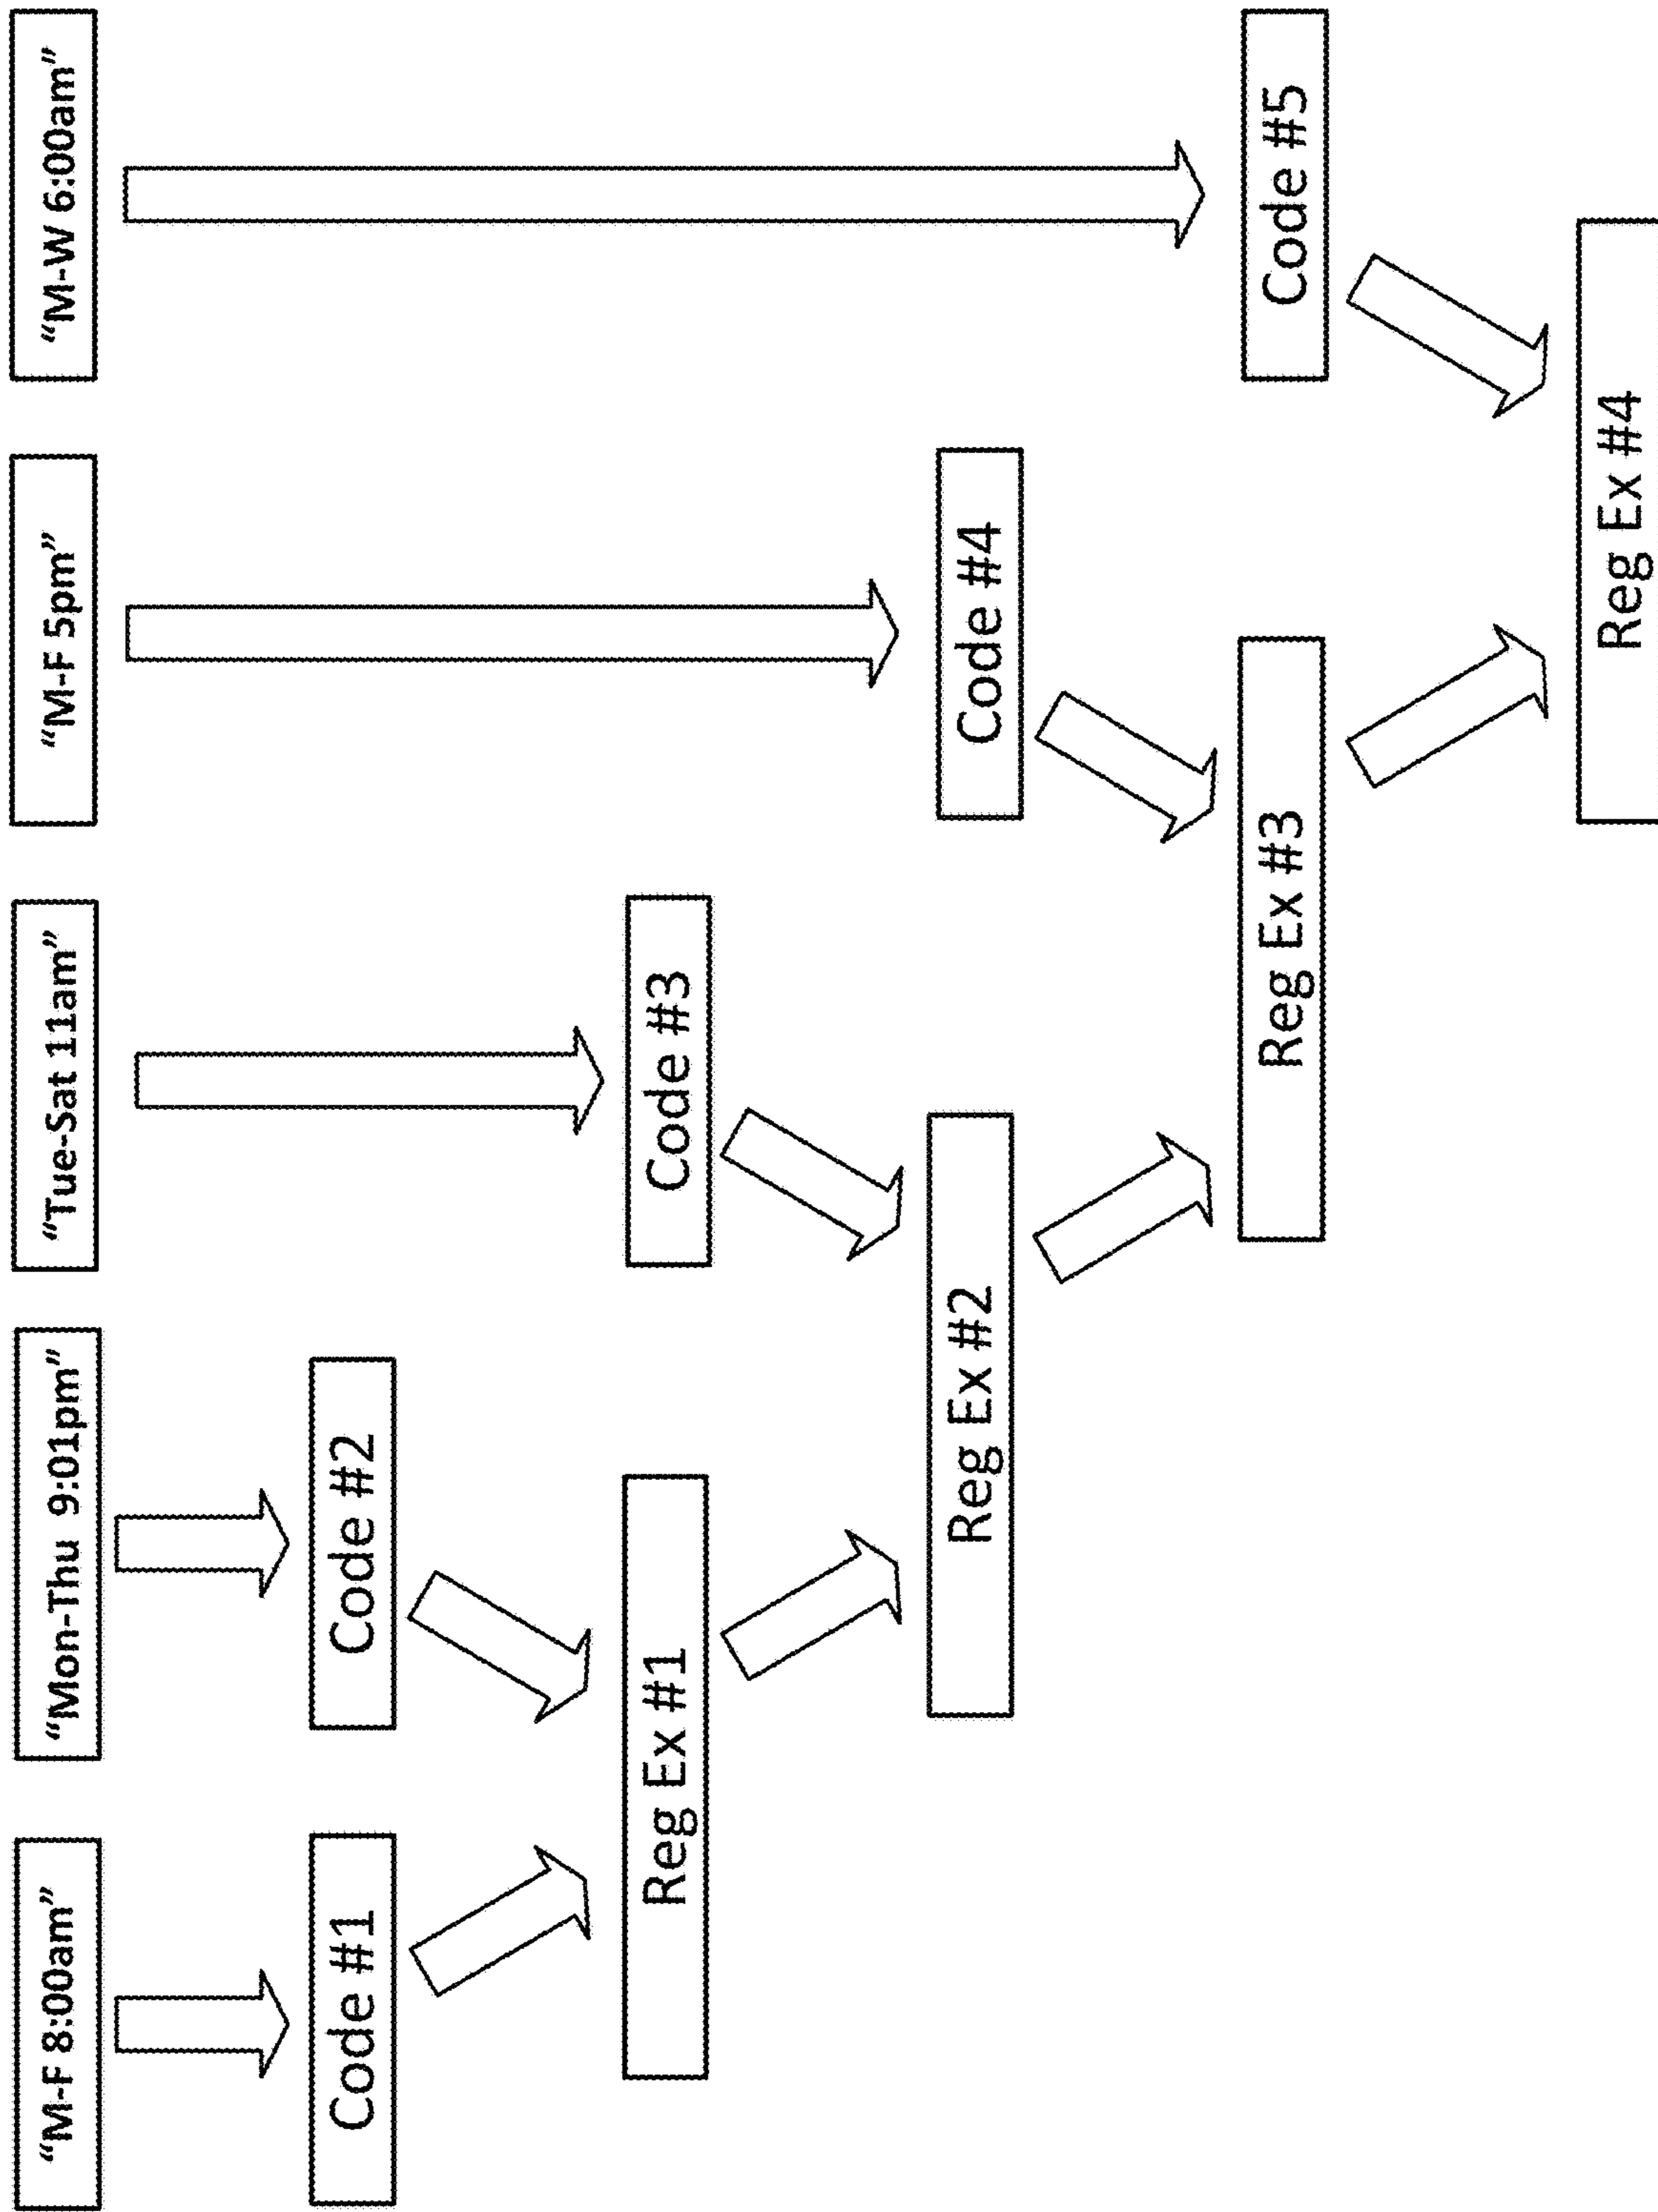 “M-F 8:00am”
“Mon-Thu  9:01pm”
“Tue-Sat 11am”
“M-F 5pm”
“M-W 6:00am”
Code #1
Code #2
Reg Ex #1
Code #3
Reg Ex #2
Code #4
Reg Ex #3
Code #5
Reg Ex #4